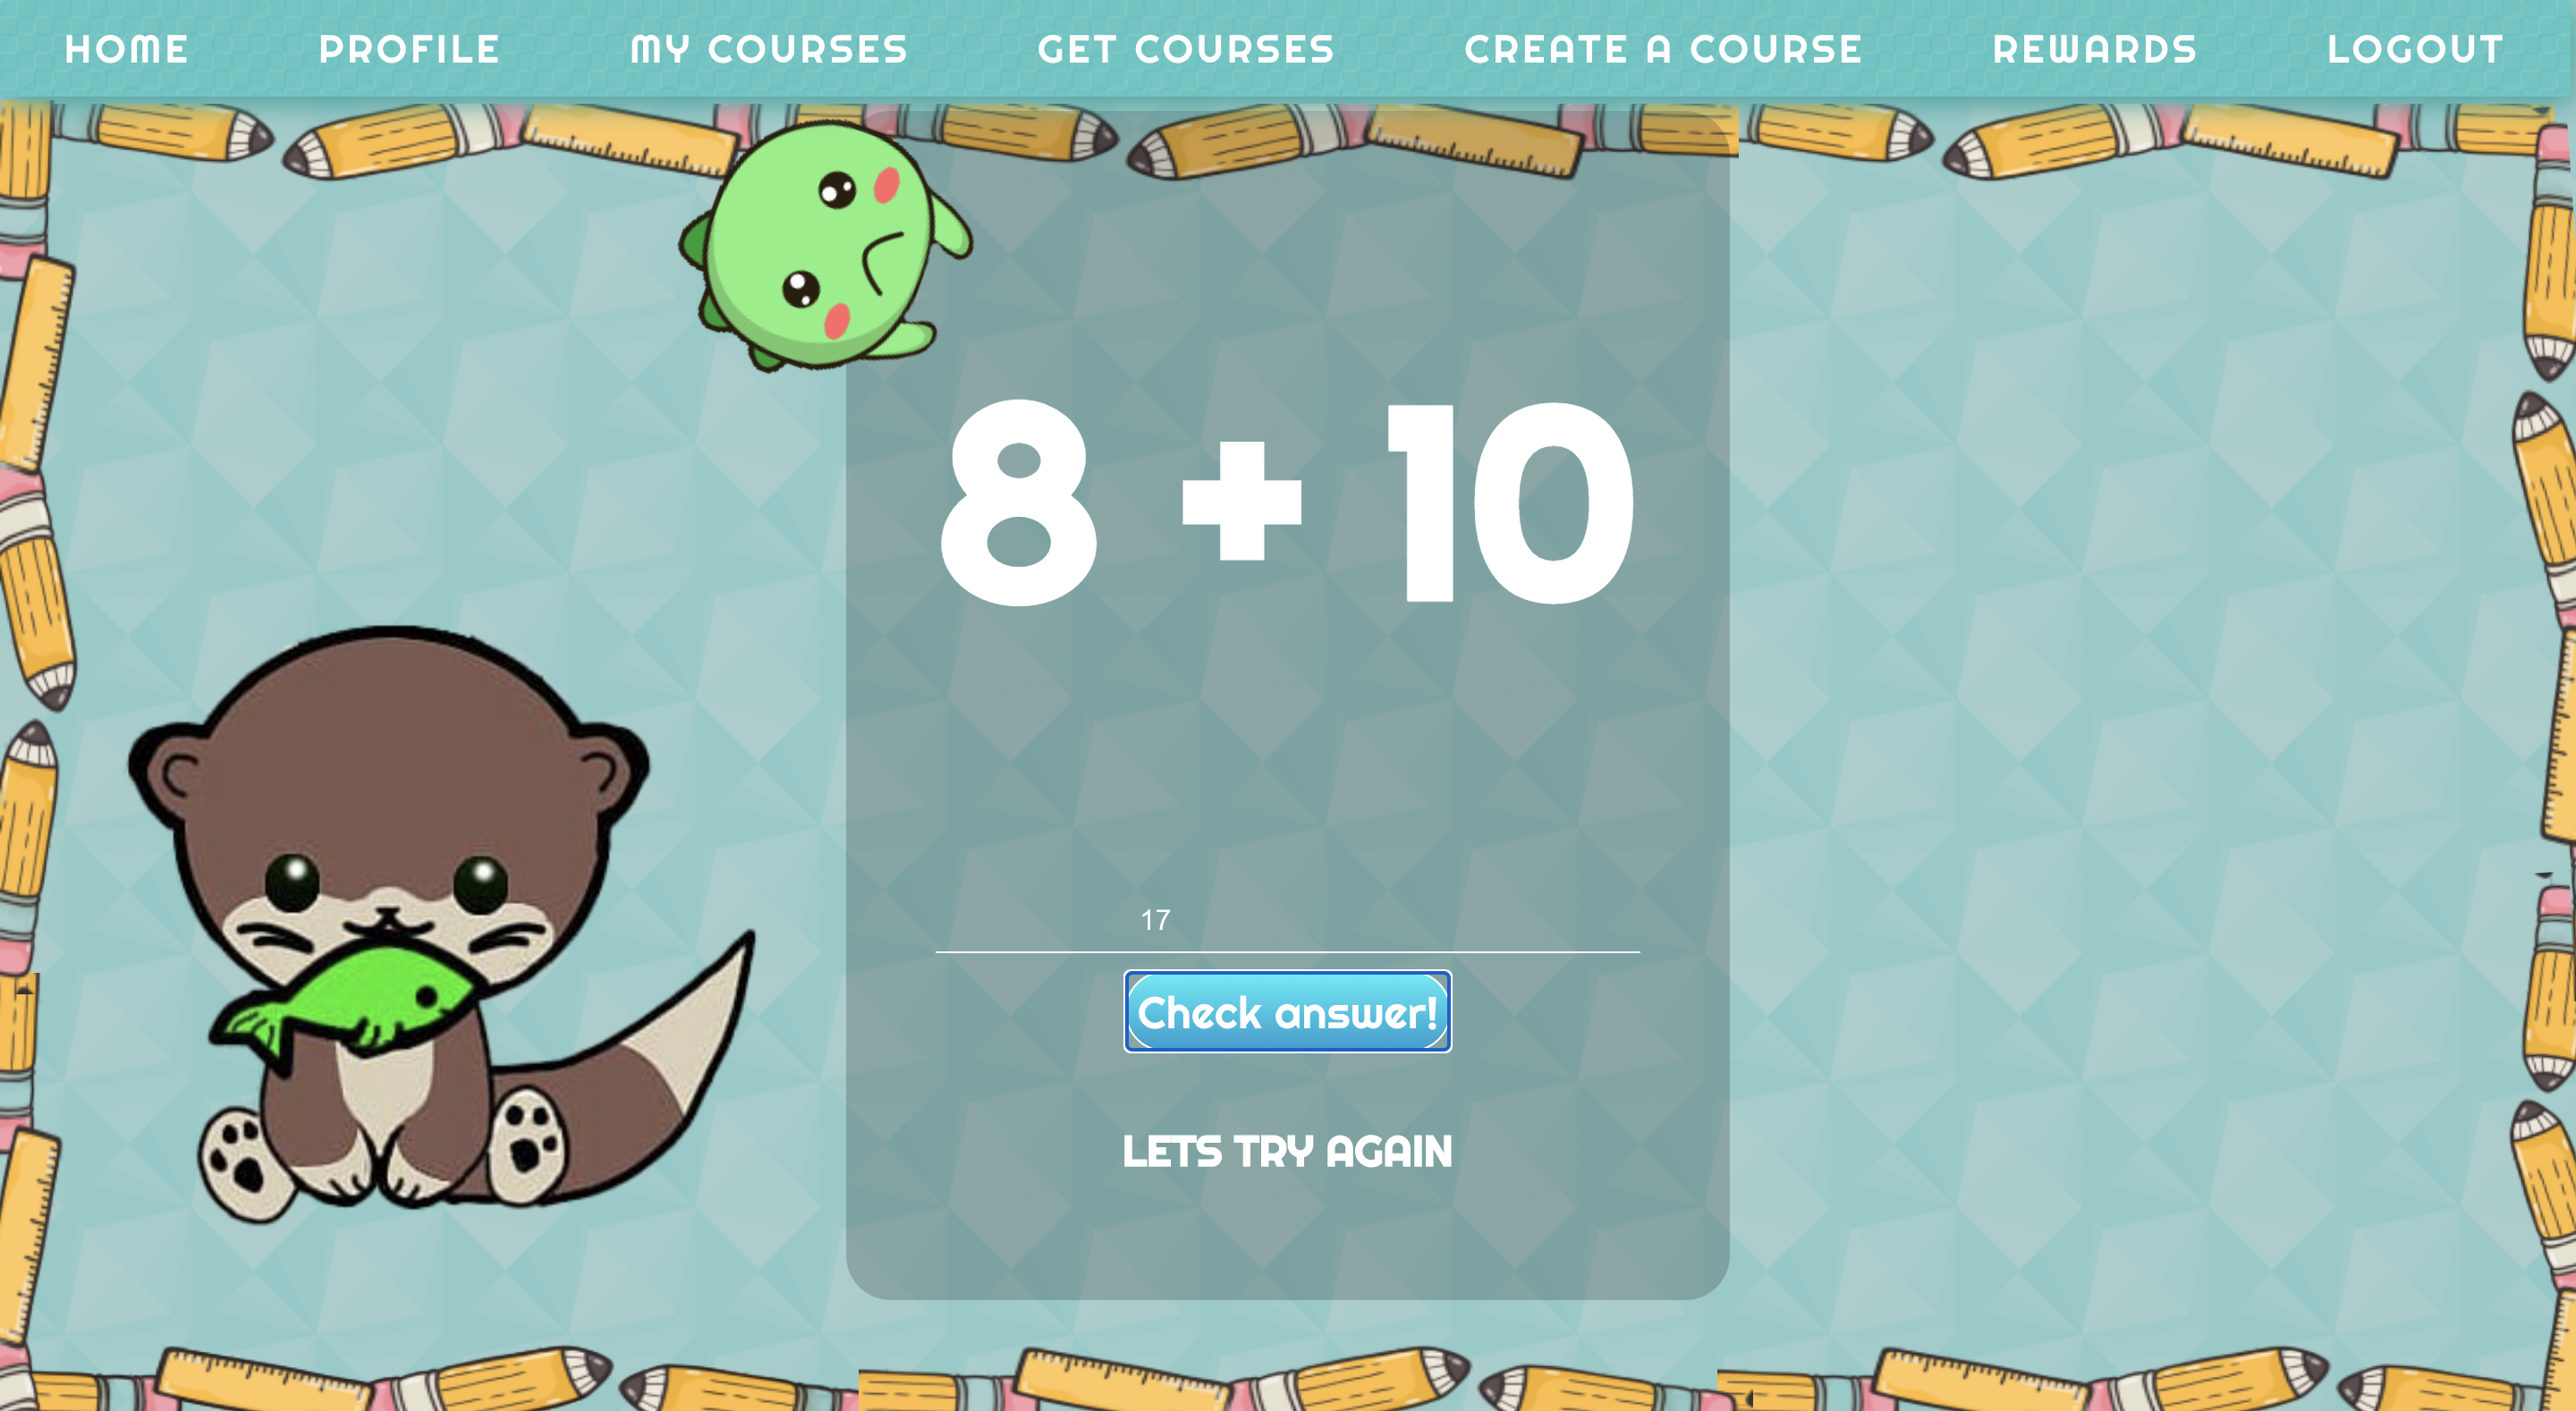 HOME PROFILE MY COURSES GET COURSES CREATE A COURSE REWARDS LOGOUT
8 + 10
17
Check answer!
LETS TRY AGAIN